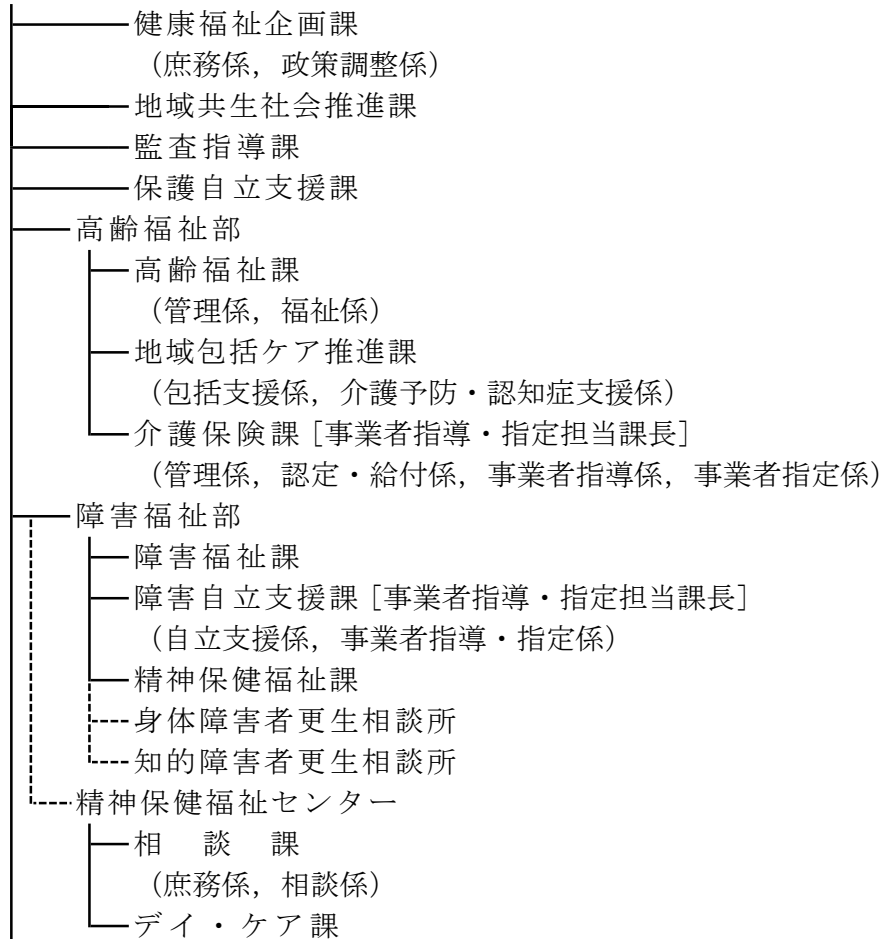 健康福祉企画課
（庶務係，政策調整係）
地域共生社会推進課
監査指導課
保護自立支援課
高齢福祉部
高齢福祉課
（管理係，福祉係）
地域包括ケア推進課
（包括支援係，介護予防・認知症支援係）
介護保険課［事業者指導・指定担当課長］
（管理係，認定・給付係，事業者指導係，事業者指定係）
障害福祉部
障害福祉課
障害自立支援課［事業者指導・指定担当課長］
（自立支援係，事業者指導・指定係）
精神保健福祉課
身体障害者更生相談所
知的障害者更生相談所
精神保健福祉センター
相　談　課
（庶務係，相談係）
デイ・ケア課